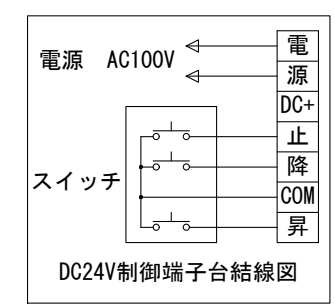 電源 AC100V
電
源
DC+
止
降
COM
昇
スイッチ
DC24V制御端子台結線図